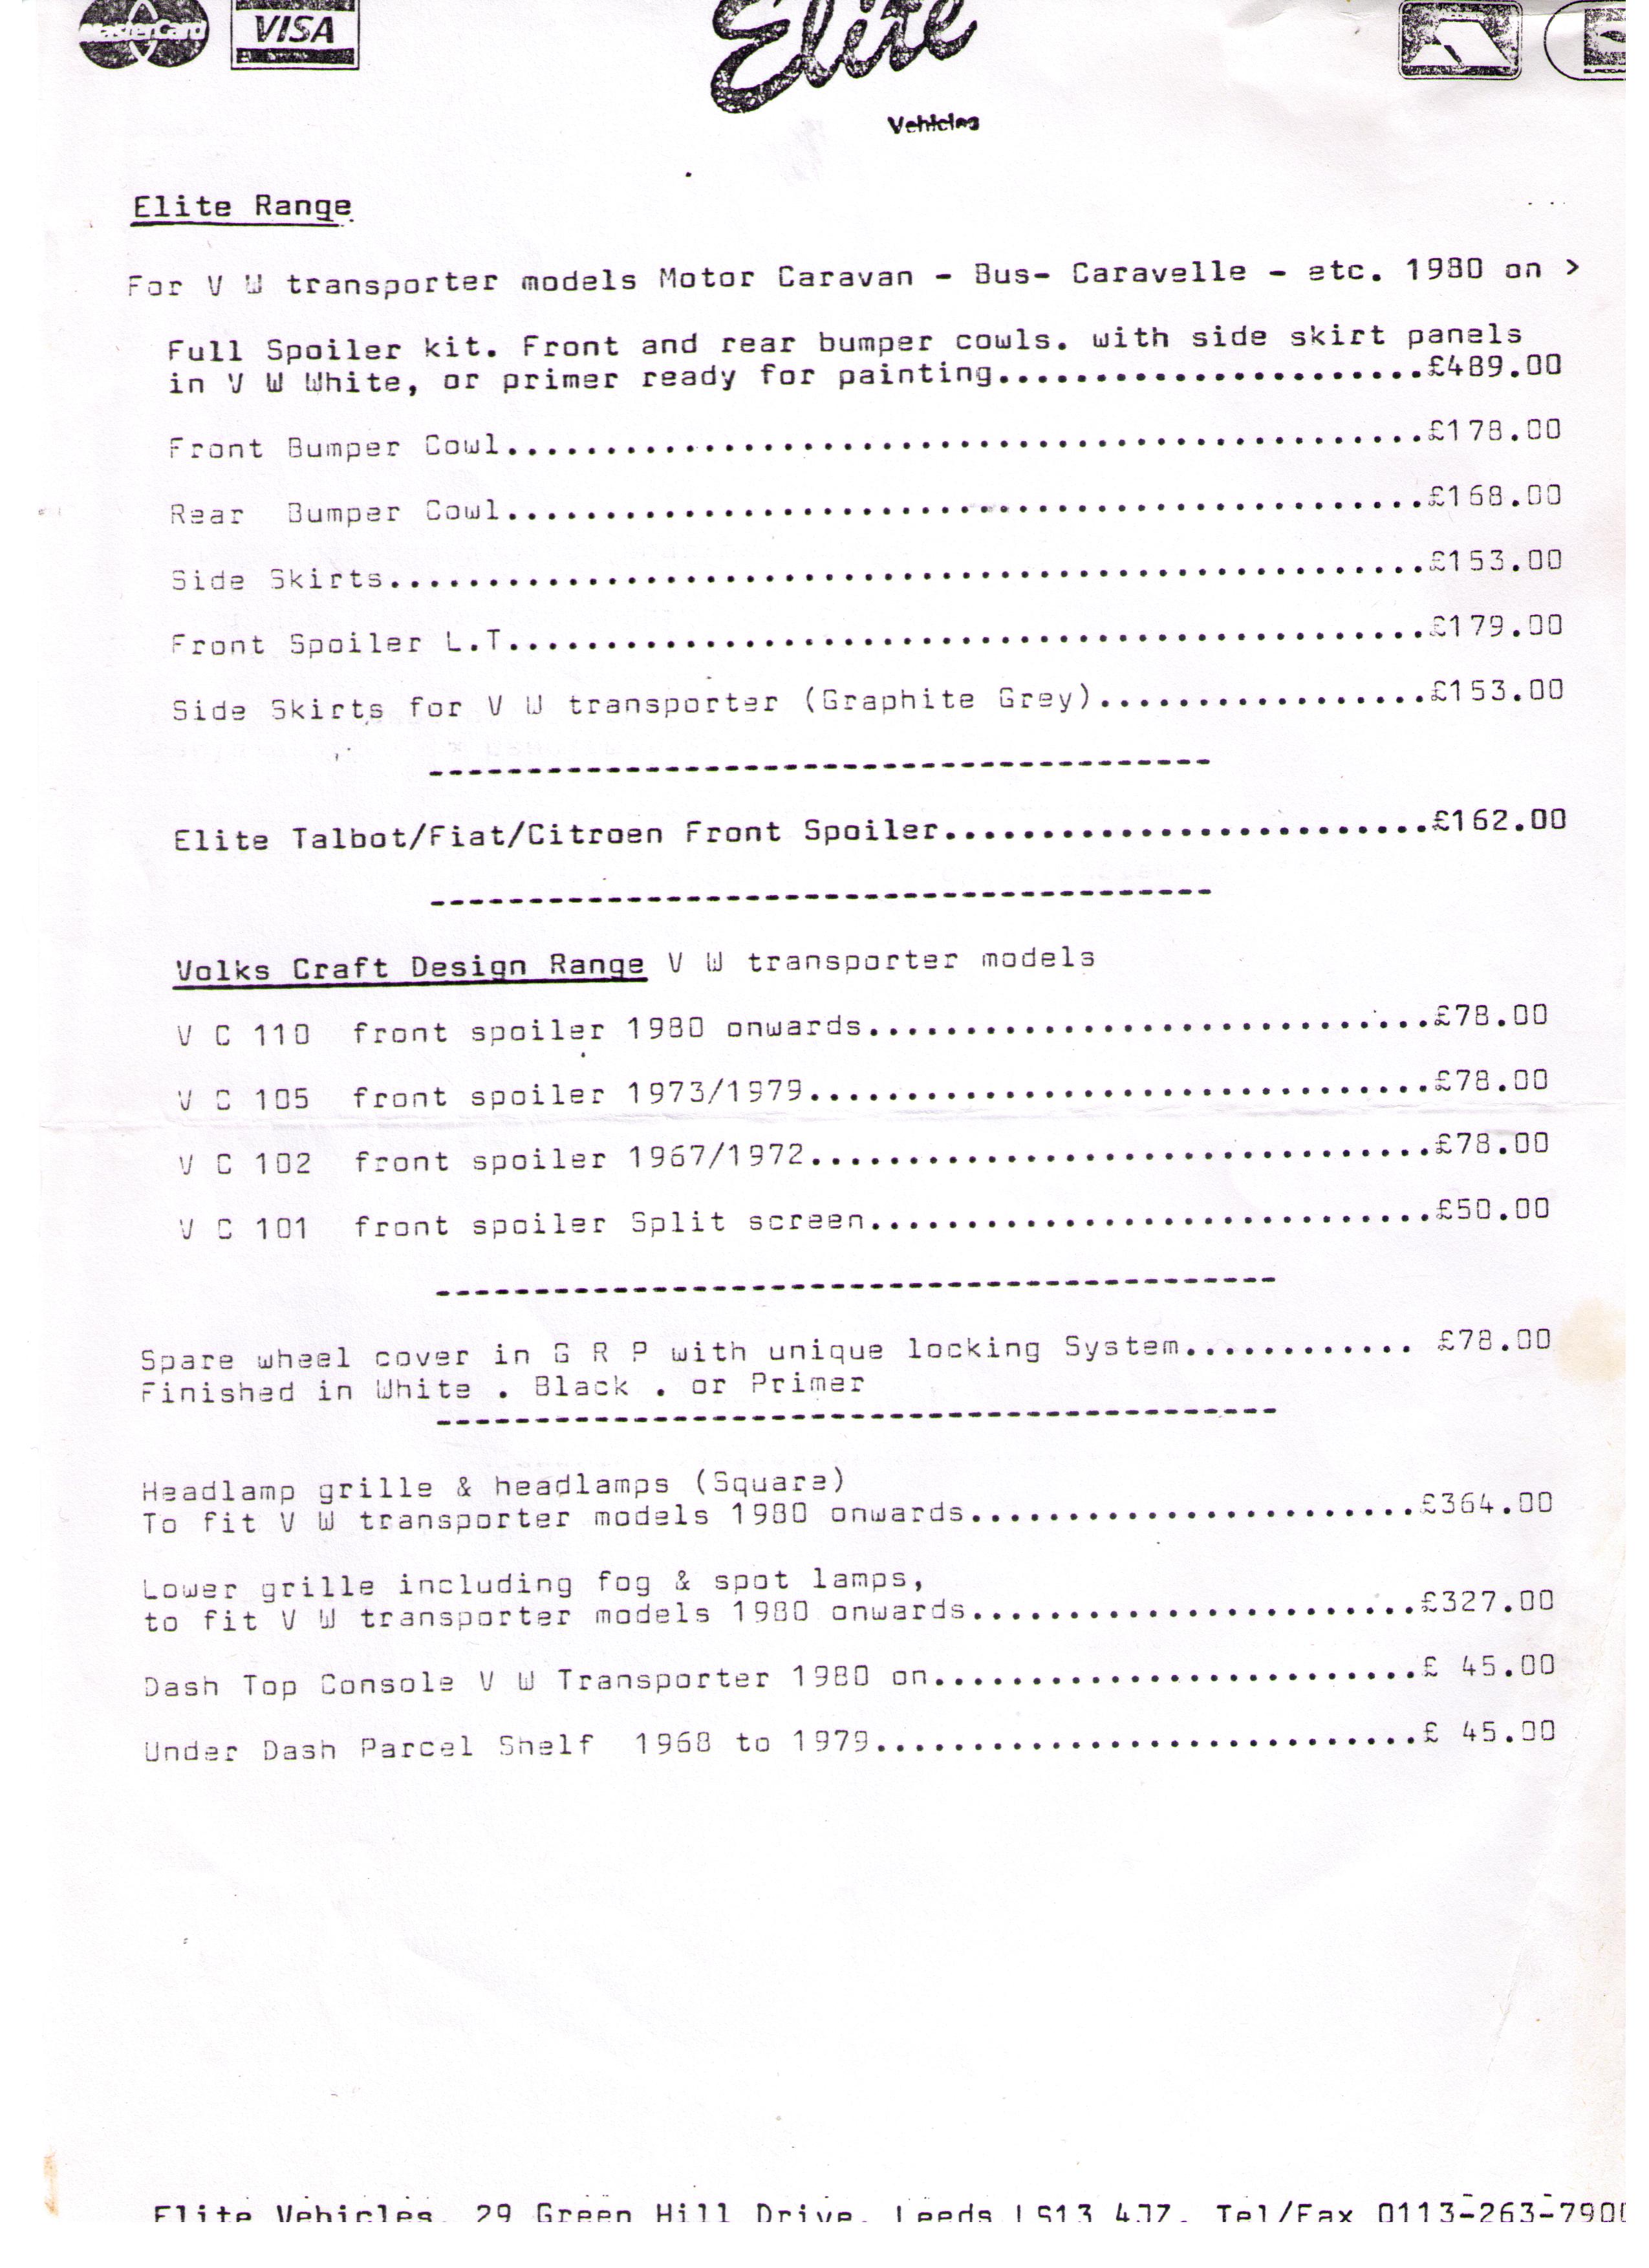 MasterCard VISA Elite
Vehicles
Elite Range
For V W transporter models Motor Caravan - Bus- Caravelle - etc. 1980 on >
Full Spoiler kit. Front and rear bumper cowls. with side skirt panels
in V W White, or primer ready for painting......................£489.00
Front Bumper Cowl...............................................£178.00
Rear Bumper Cowl...............................................£168.00
Side Skirts.....................................................£153.00
Front Spoiler L.T...............................................£179.00
Side Skirts for V W transporter (Graphite Grey).................£153.00
----------------------------------------
Elite Talbot/Fiat/Citroen Front Spoiler.........................£162.00
----------------------------------------
Volks Craft Design Range V W transporter models
V C 110 front spoiler 1980 onwards.............................£78.00
V C 105 front spoiler 1973/1979................................£78.00
V C 102 front spoiler 1967/1972................................£78.00
V C 101 front spoiler Split screen.............................£50.00
-------------------------------------------
Spare wheel cover in G R P with unique locking System............ £78.00
Finished in White . Black . or Primer
-------------------------------------------
Headlamp grille & headlamps (Square)
To fit V W transporter models 1980 onwards.......................£364.00
Lower grille including fog & spot lamps,
to fit V W transporter models 1980 onwards.......................£327.00
Dash Top Console V W Transporter 1980 on.........................£ 45.00
Under Dash Parcel Shelf 1968 to 1979............................£ 45.00
Elite Vehicles. 29 Green Hill Drive. Leeds LS13 4JZ. Tel/Fax 0113-263-7900